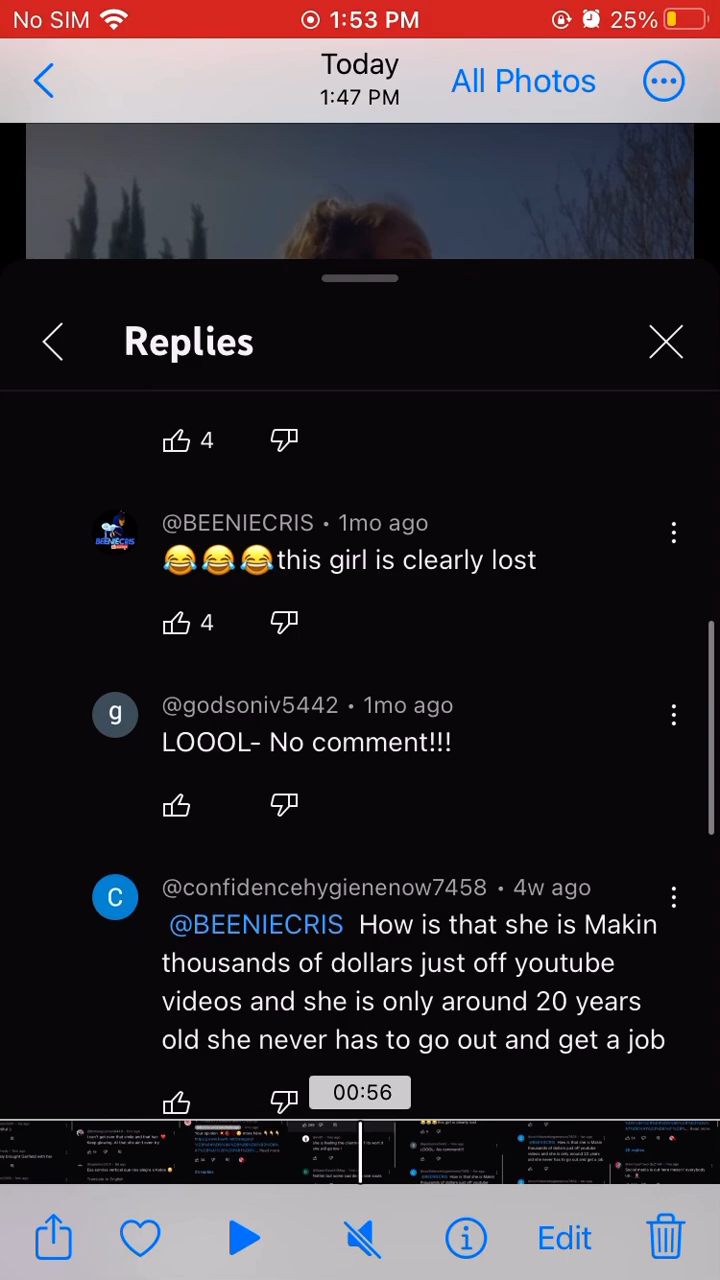 No SIM 1:53 PM 25%
Today
1:47 PM
All Photos
Replies
4
@BEENIECRIS • 1mo ago
😂😂😂this girl is clearly lost
4
g
@godsoniv5442 • 1mo ago
LOOOL- No comment!!!
C
@confidencehygienenow7458 • 4w ago
@BEENIECRIS How is that she is Makin
thousands of dollars just off youtube
videos and she is only around 20 years
old she never has to go out and get a job
00:56
Edit